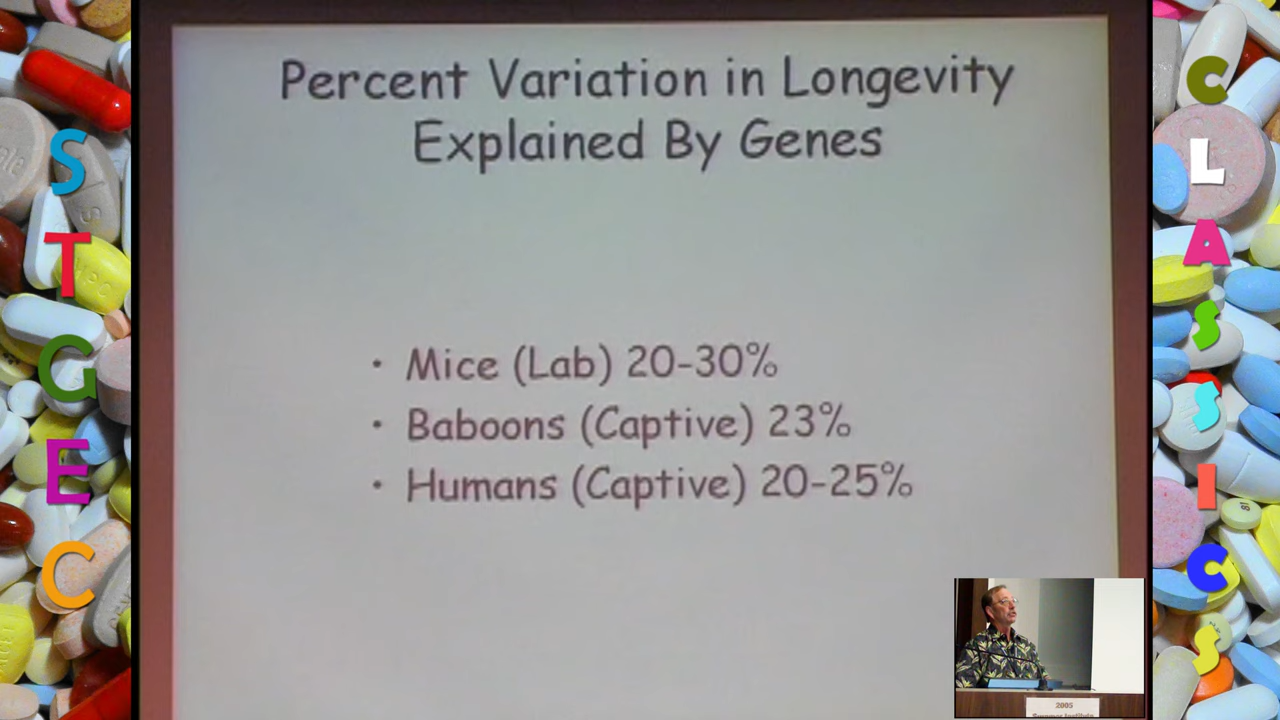 STGEC
CLASSICS
Percent Variation in Longevity
Explained By Genes
• Mice (Lab) 20-30%
• Baboons (Captive) 23%
• Humans (Captive) 20-25%
2005